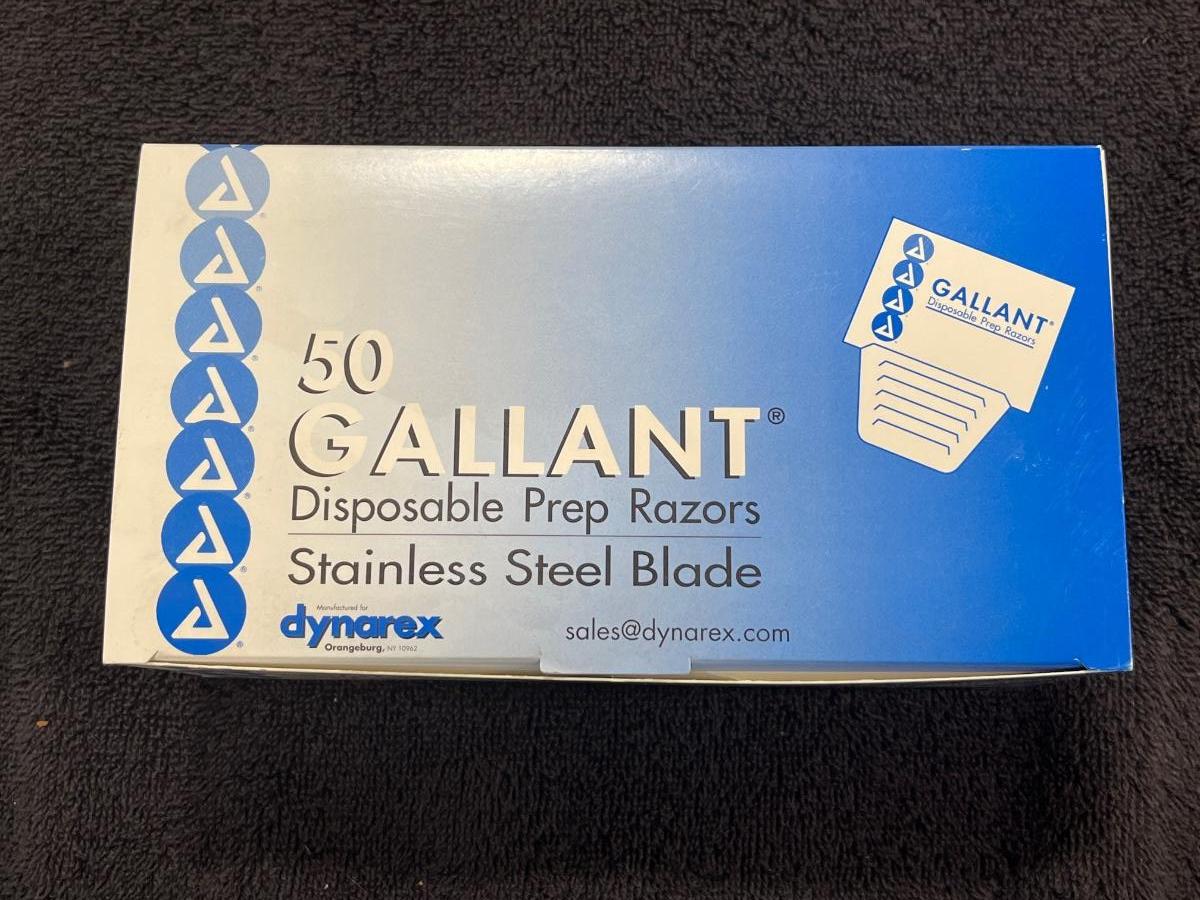 50
GALLANT®
Disposable Prep Razors
Stainless Steel Blade
Manufactured for
dynarex
Orangeburg, NY 10962
sales@dynarex.com
GALLANT®
Disposable Prep Razors